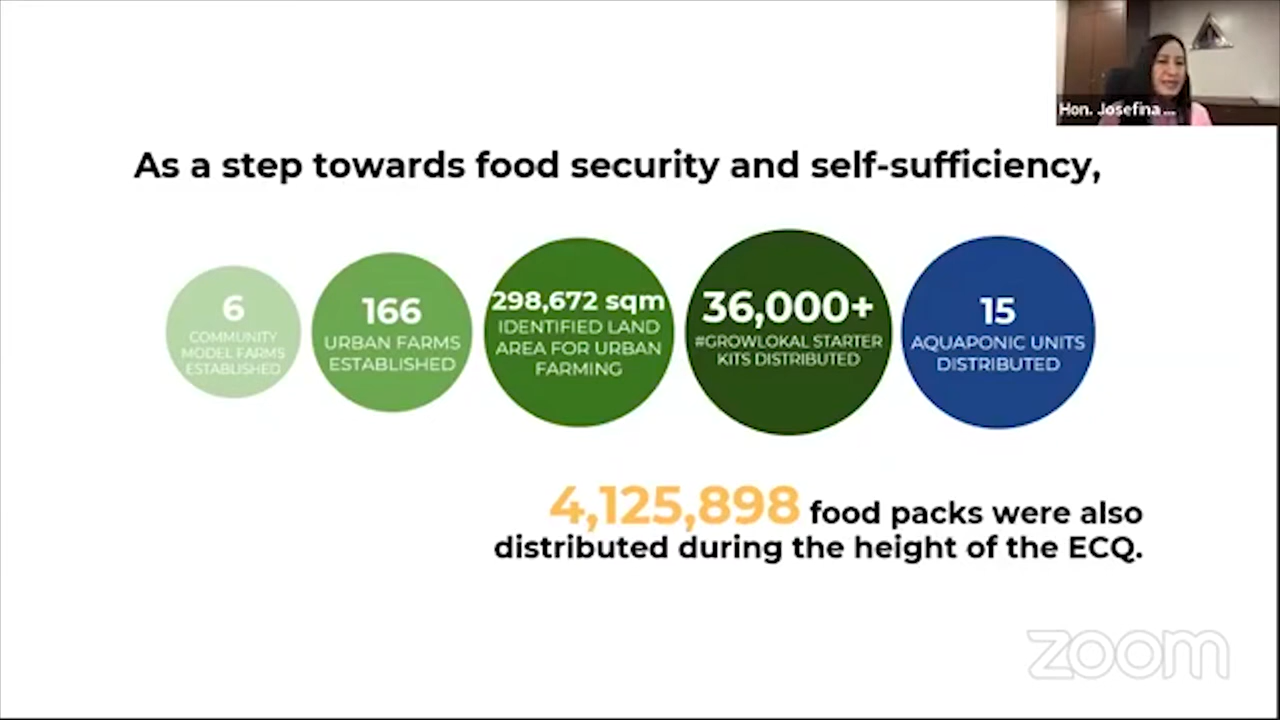 Hon. Josefina ...
As a step towards food security and self-sufficiency,
6
COMMUNITY
MODEL FARMS
ESTABLISHED
166
URBAN FARMS
ESTABLISHED
298,672 sqm
IDENTIFIED LAND
AREA FOR URBAN
FARMING
36,000+
#GROWLOKAL STARTER
KITS DISTRIBUTED
15
AQUAPONIC UNITS
DISTRIBUTED
4,125,898 food packs were also
distributed during the height of the ECQ.
zoom